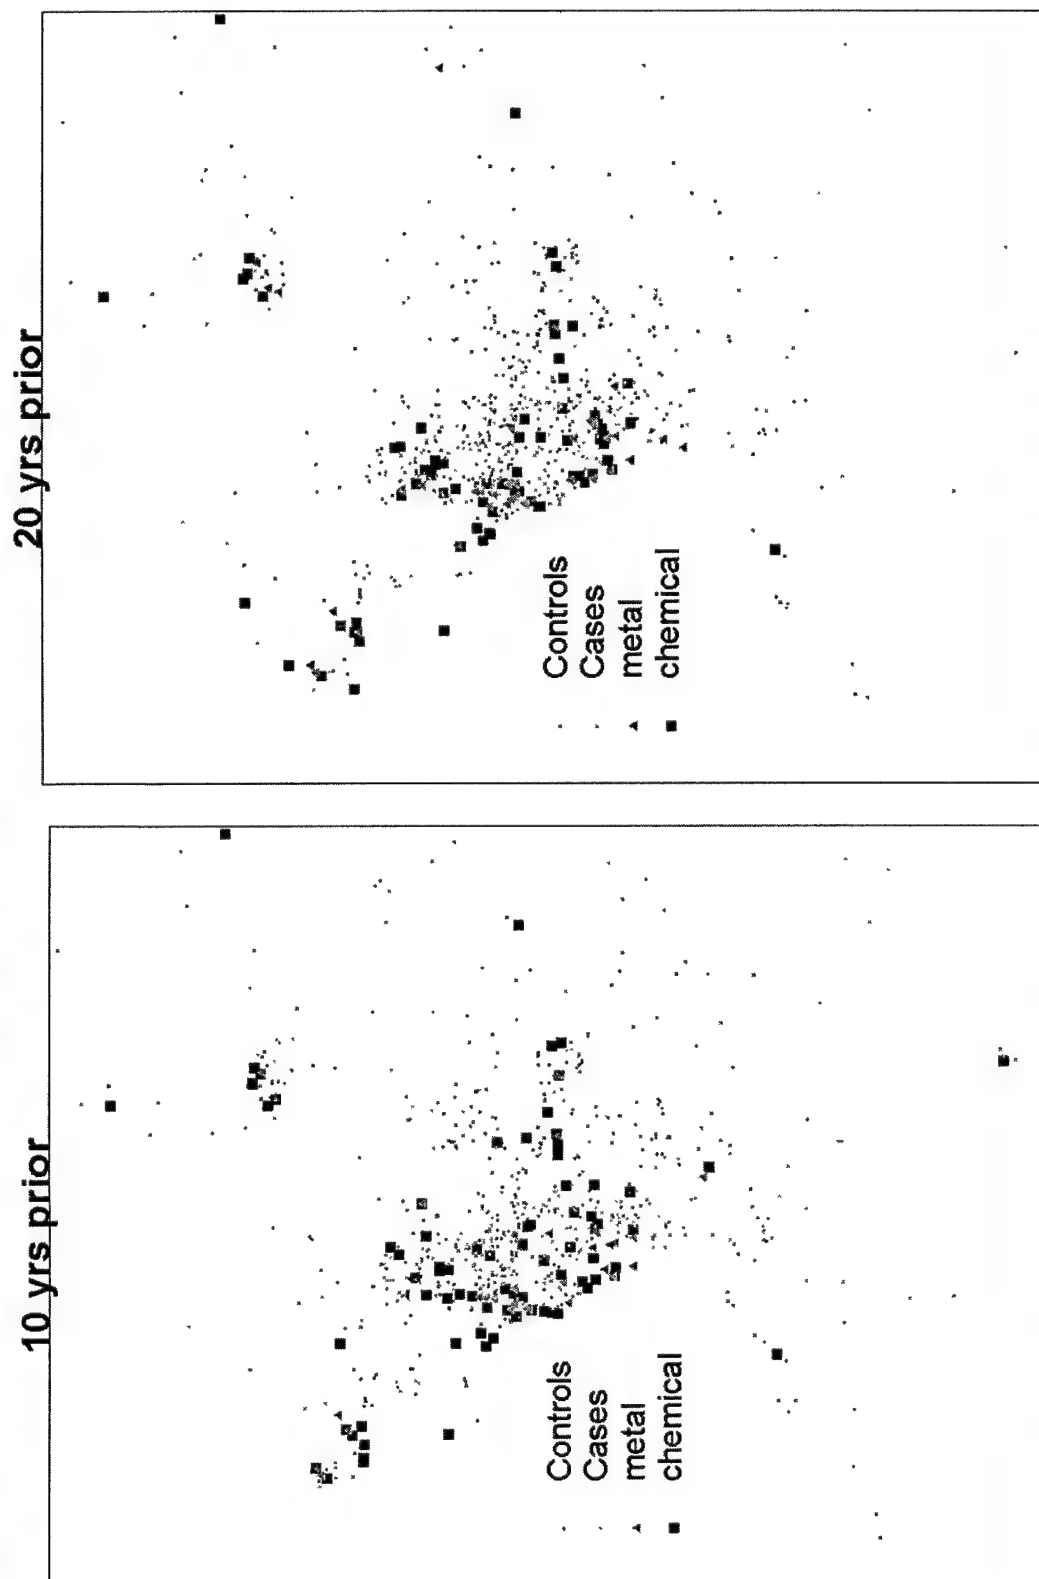 10 yrs prior
Controls
Cases
metal
chemical
20 yrs prior
Controls
Cases
metal
chemical